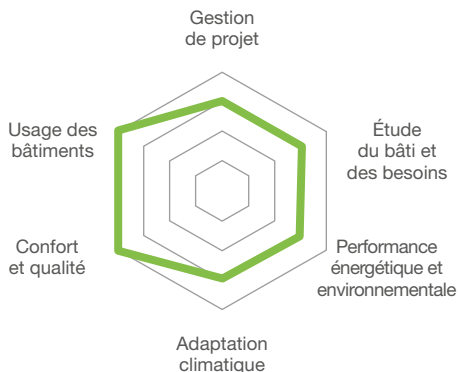 Gestion
de projet
Usage des
bâtiments
Étude
du bâti et
des besoins
Confort
et qualité
Performance
énergétique et
environnementale
Adaptation
climatique